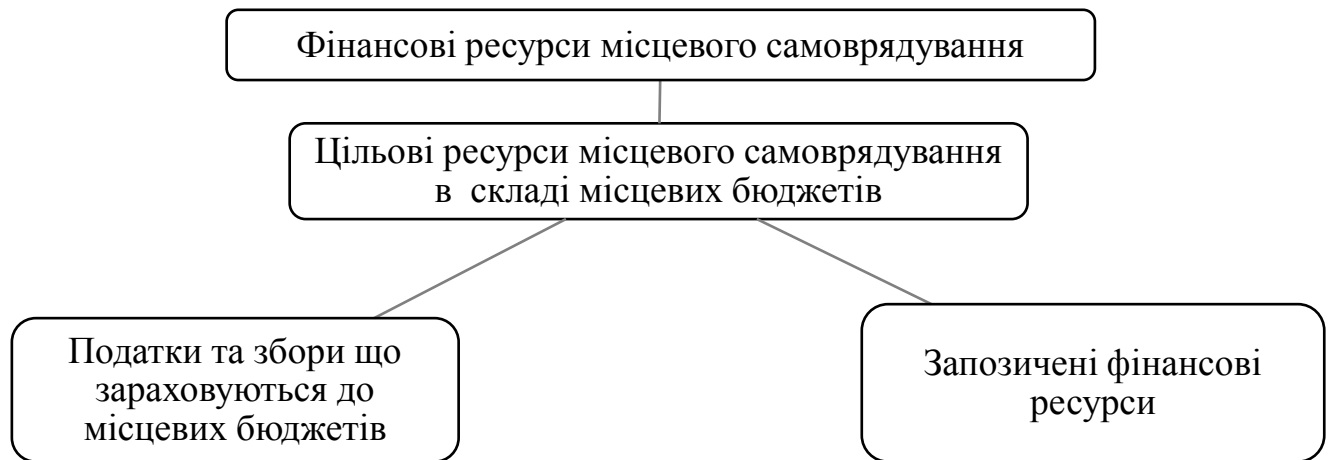 Фінансові ресурси місцевого самоврядування
Цільові ресурси місцевого самоврядування
в складі місцевих бюджетів
Податки та збори що
зараховуються до
місцевих бюджетів
Запозичені фінансові
ресурси